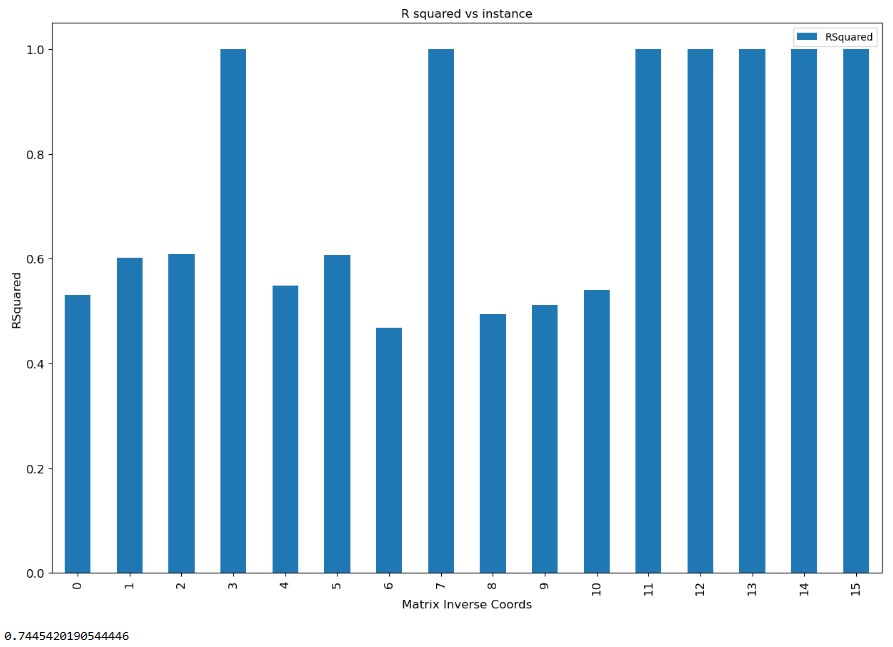 R squared vs instance
RSquared
1.0
0.8
0.6
0.4
0.2
0.0
RSquared
0 1 2 3 4 5 6 7 8 9 10 11 12 13 14 15
Matrix Inverse Coords
0.7445420190544446